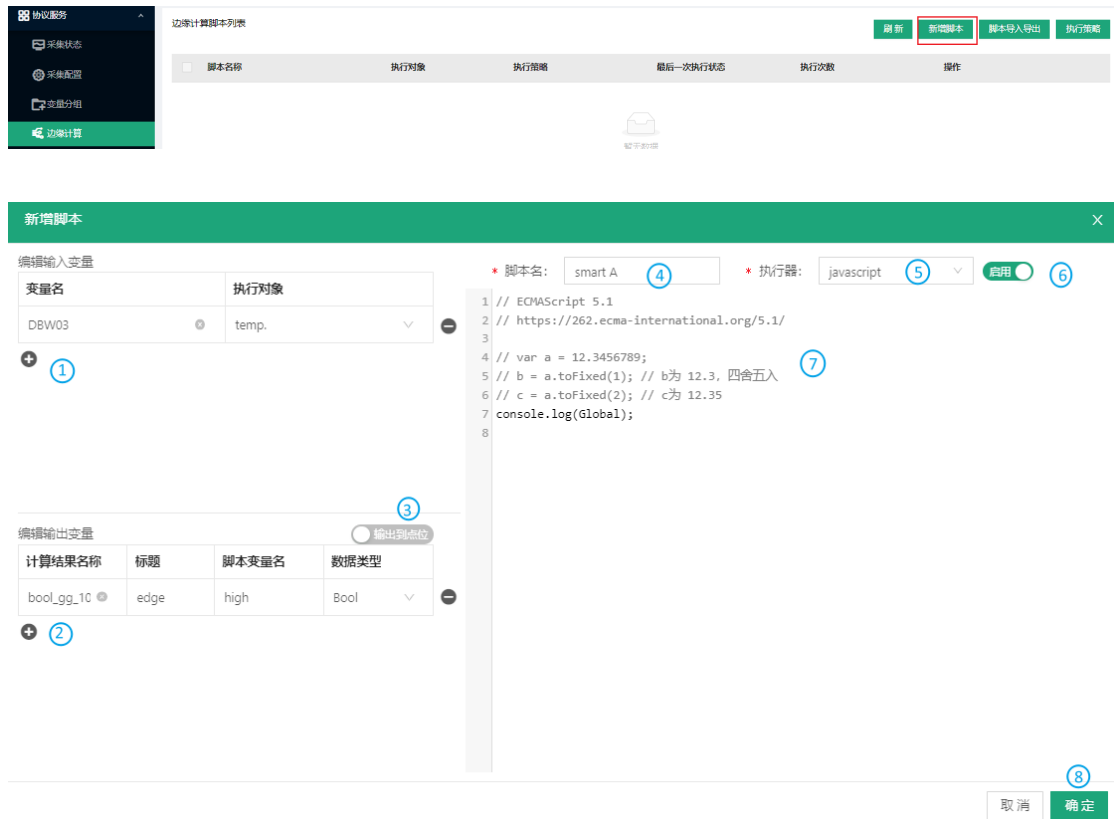 协议服务
采集状态
采集配置
变量分组
边缘计算
边缘计算脚本列表
刷新 新增脚本 脚本导入导出 执行策略
脚本名称 执行对象 执行策略 最后一次执行状态 执行次数 操作
暂无数据
新增脚本 X
编辑输入变量
变量名 执行对象
DBW03 temp.
1
编辑输出变量
3
输出到点位
计算结果名称 标题 脚本变量名 数据类型
bool_gg_10 edge high Bool
2
* 脚本名: smart A 4 * 执行器: javascript 5 启用 6
1 // ECMAScript 5.1
2 // https://262.ecma-international.org/5.1/
3
4 // var a = 12.3456789;
7
5 // b = a.toFixed(1); // b为 12.3, 四舍五入
6 // c = a.toFixed(2); // c为 12.35
7 console.log(Global);
8
8
取消 确定